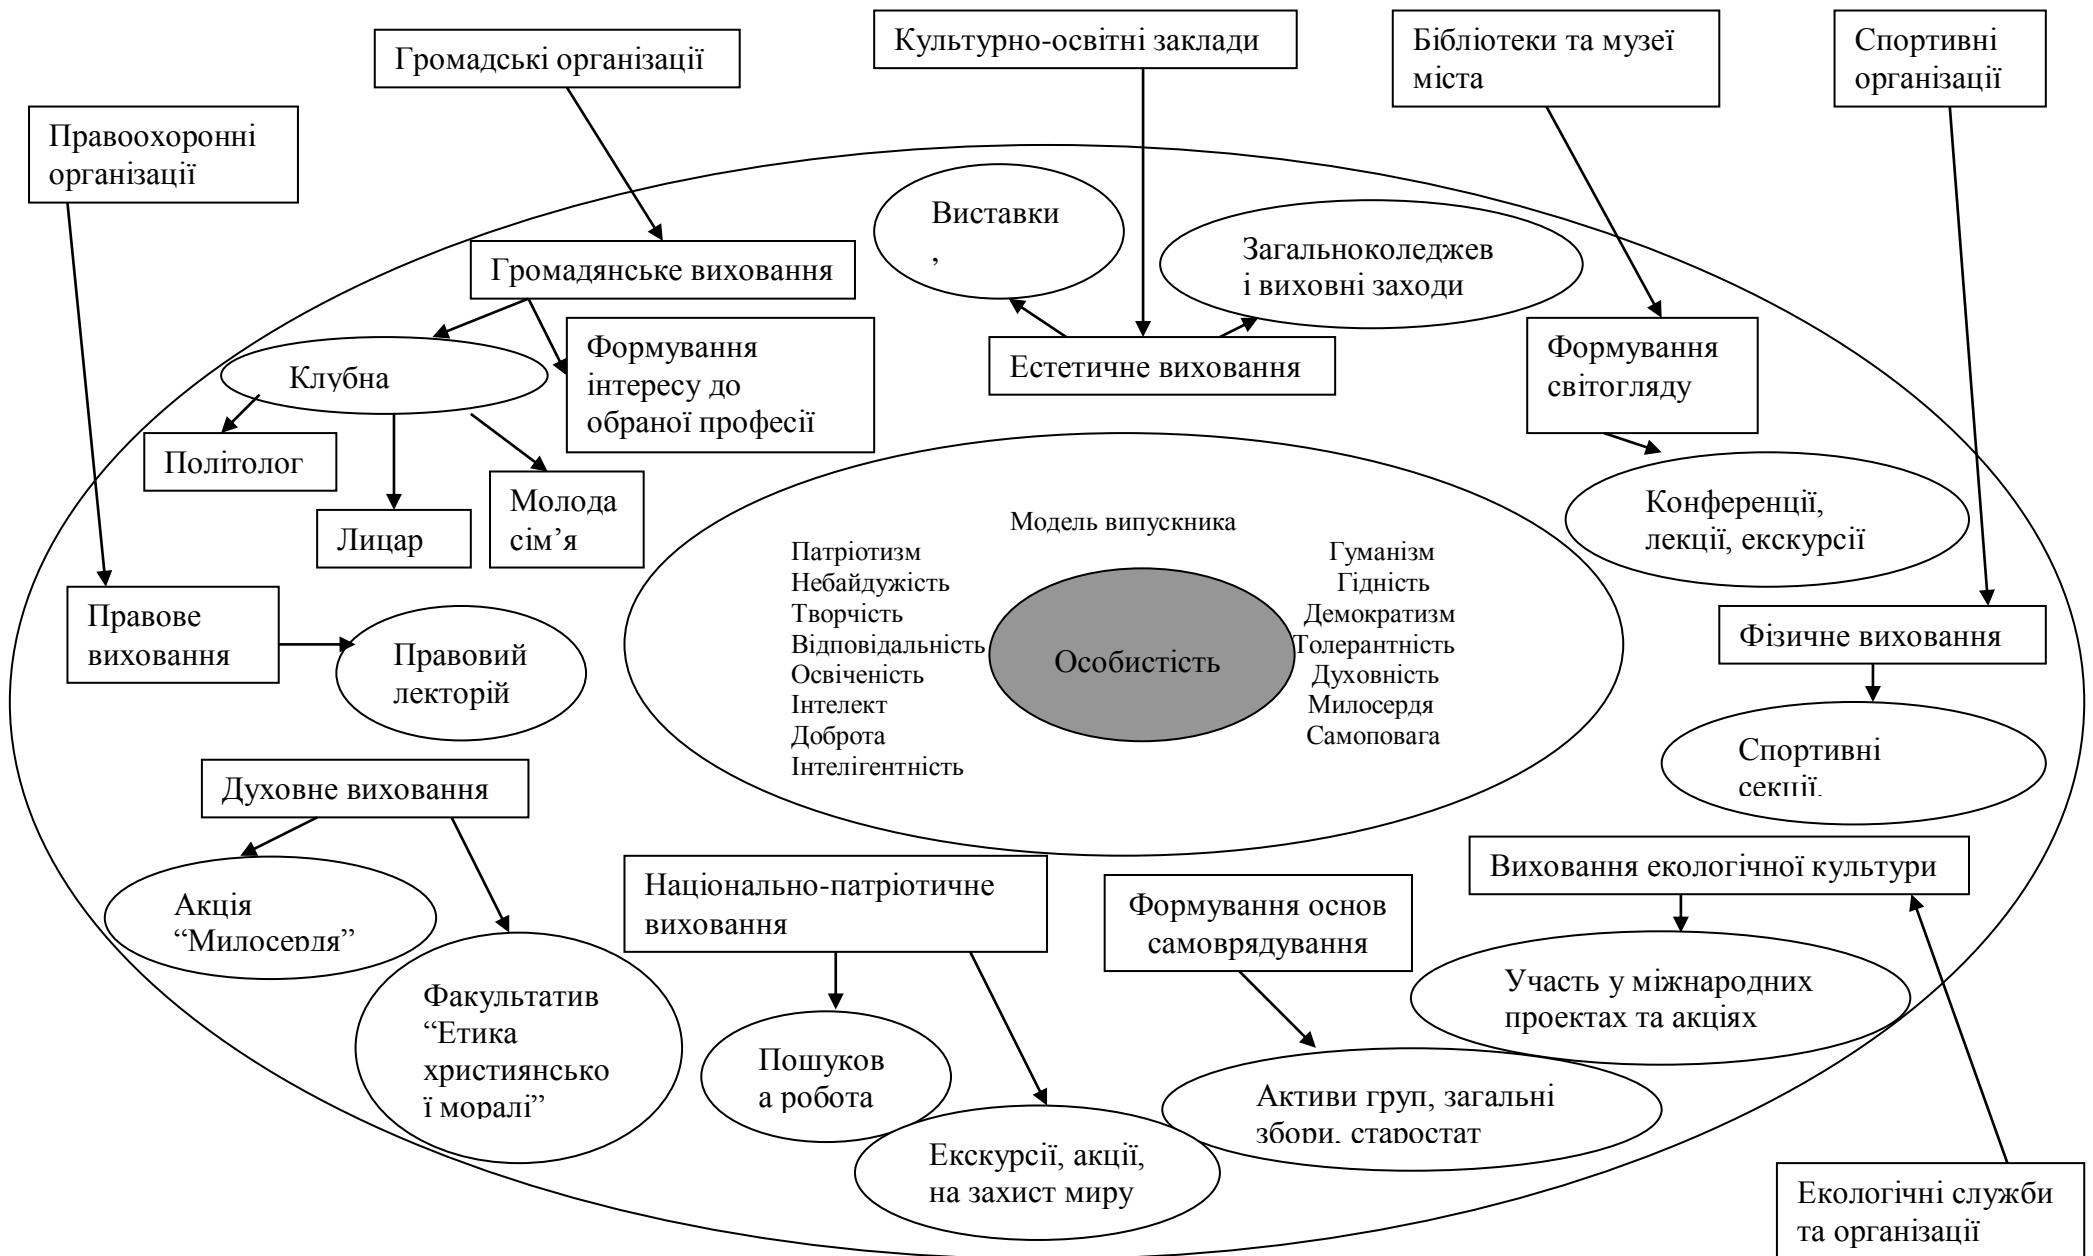 Громадські організації
Культурно-освітні заклади
Бібліотеки та музеї
міста
Спортивні
організації
Правоохоронні
організації
Виставки
,
Загальноколеджев
і виховні заходи
Громадянське виховання
Формування
інтересу до
обраної професії
Клубна
Естетичне виховання
Формування
світогляду
Політолог
Лицар
Молода
сім’я
Конференції,
лекції, екскурсії
Модель випускника
Патріотизм
Небайдужість
Творчість
Відповідальність
Освіченість
Інтелект
Доброта
Інтелігентність
Особистість
Гуманізм
Гідність
Демократизм
Толерантність
Духовність
Милосердя
Самоповага
Правове
виховання
Правовий
лекторій
Фізичне виховання
Спортивні
секції,
Духовне виховання
Акція
“Милосердя”
Факультатив
“Етика
християнсько
ї моралі”
Національно-патріотичне
виховання
Пошуков
а робота
Екскурсії, акції,
на захист миру
Формування основ
самоврядування
Активи груп, загальні
збори, старостат
Виховання екологічної культури
Участь у міжнародних
проектах та акціях
Екологічні служби
та організації